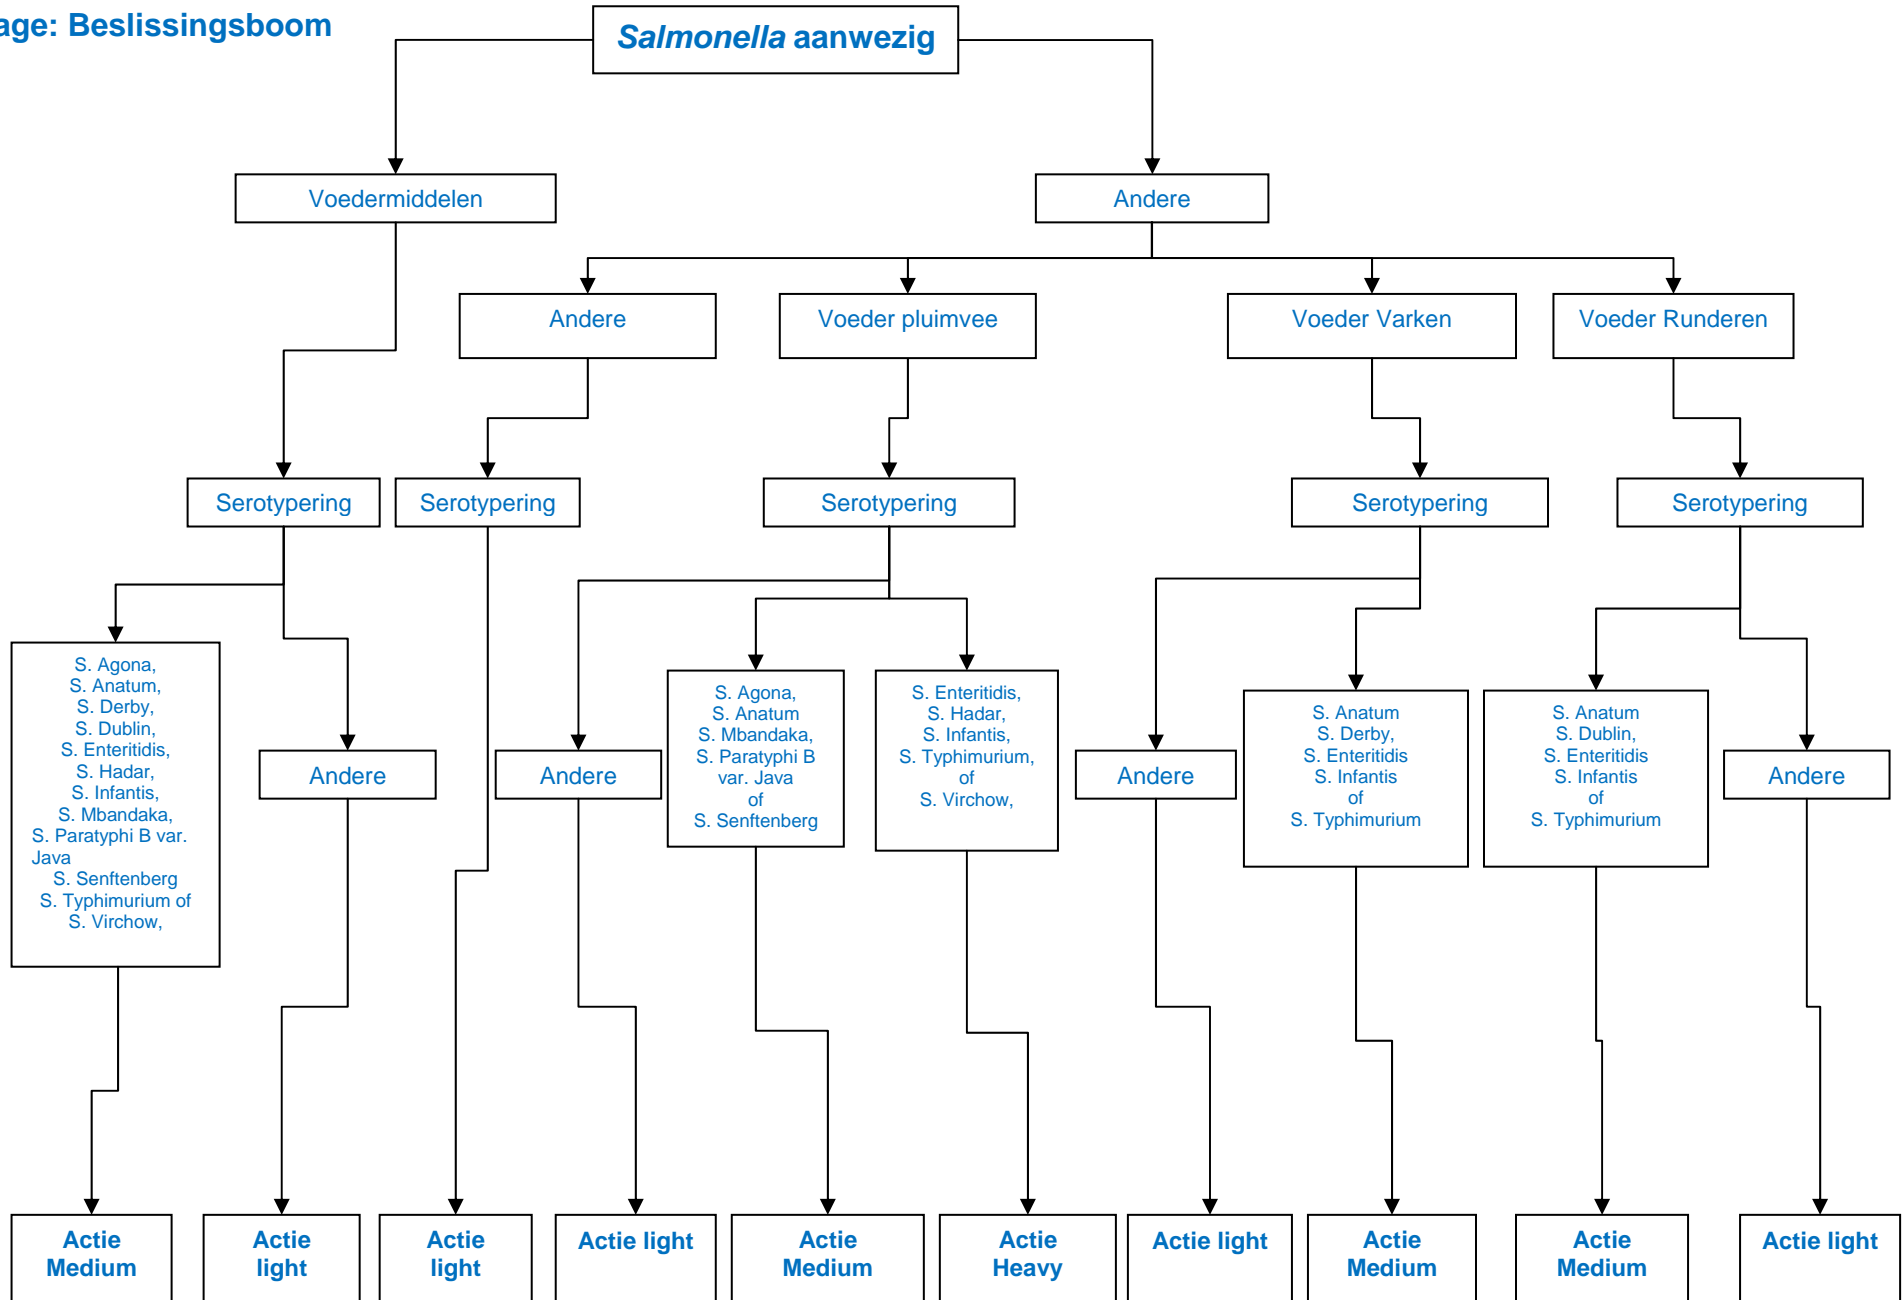 age: Beslissingsboom
Salmonella aanwezig
Voedermiddelen
Andere
Andere
Voeder pluimvee
Voeder Varken
Voeder Runderen
Serotypering
Serotypering
Serotypering
Serotypering
Serotypering
S. Agona,
S. Anatum,
S. Derby,
S. Dublin,
S. Enteritidis,
S. Hadar,
S. Infantis,
S. Mbandaka,
S. Paratyphi B var.
Java
S. Senftenberg
S. Typhimurium of
S. Virchow,
Andere
Andere
S. Agona,
S. Anatum
S. Mbandaka,
S. Paratyphi B
var. Java
of
S. Senftenberg
S. Enteritidis,
S. Hadar,
S. Infantis,
S. Typhimurium,
of
S. Virchow,
Andere
S. Anatum
S. Derby,
S. Enteritidis
S. Infantis
of
S. Typhimurium
S. Anatum
S. Dublin,
S. Enteritidis
S. Infantis
of
S. Typhimurium
Andere
Actie
Medium
Actie
light
Actie
light
Actie light
Actie
Medium
Actie
Heavy
Actie light
Actie
Medium
Actie
Medium
Actie light